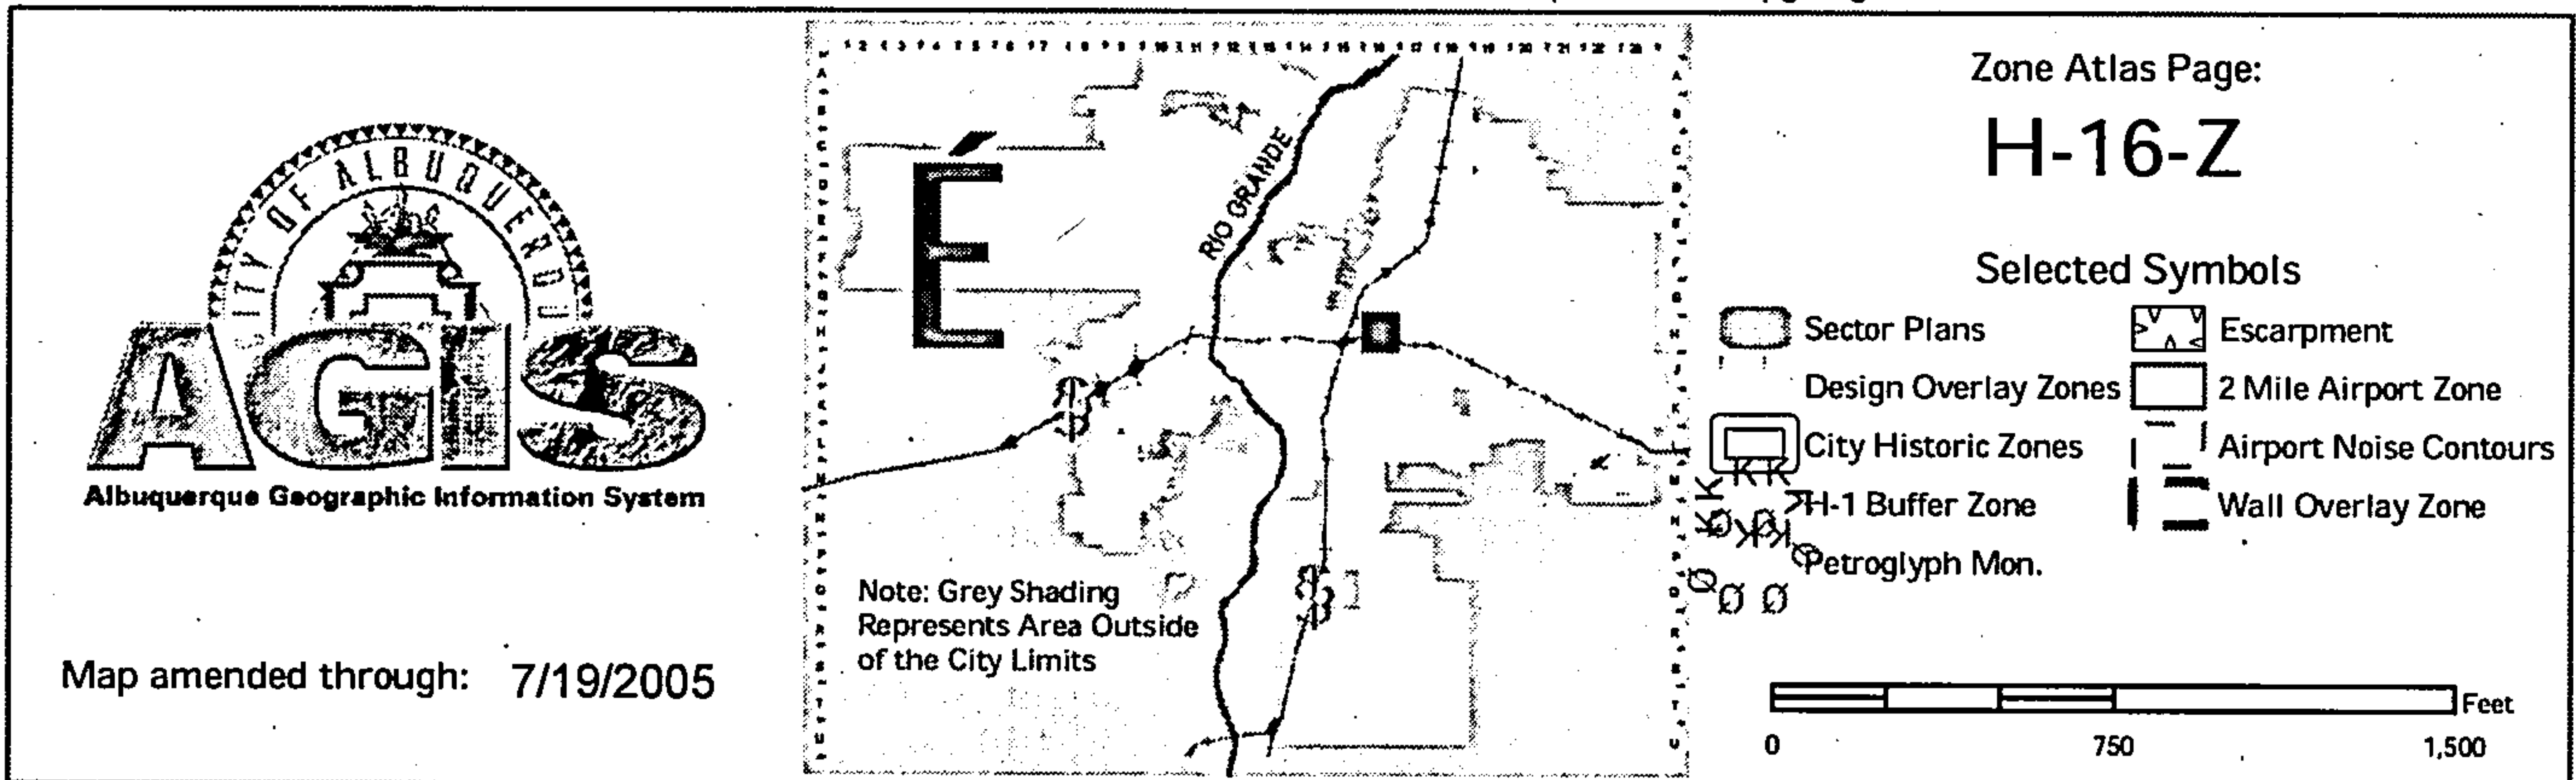 CITY OF ALBUQUERQUE
AGIS
Albuquerque Geographic Information System
Map amended through: 7/19/2005
É
RIO GRANDE
Note: Grey Shading
Represents Area Outside
of the City Limits
Zone Atlas Page:
H-16-Z
Selected Symbols
Sector Plans
Escarpment
Design Overlay Zones
2 Mile Airport Zone
City Historic Zones
Airport Noise Contours
H-1 Buffer Zone
Wall Overlay Zone
Petroglyph Mon.
Feet
0 750 1,500